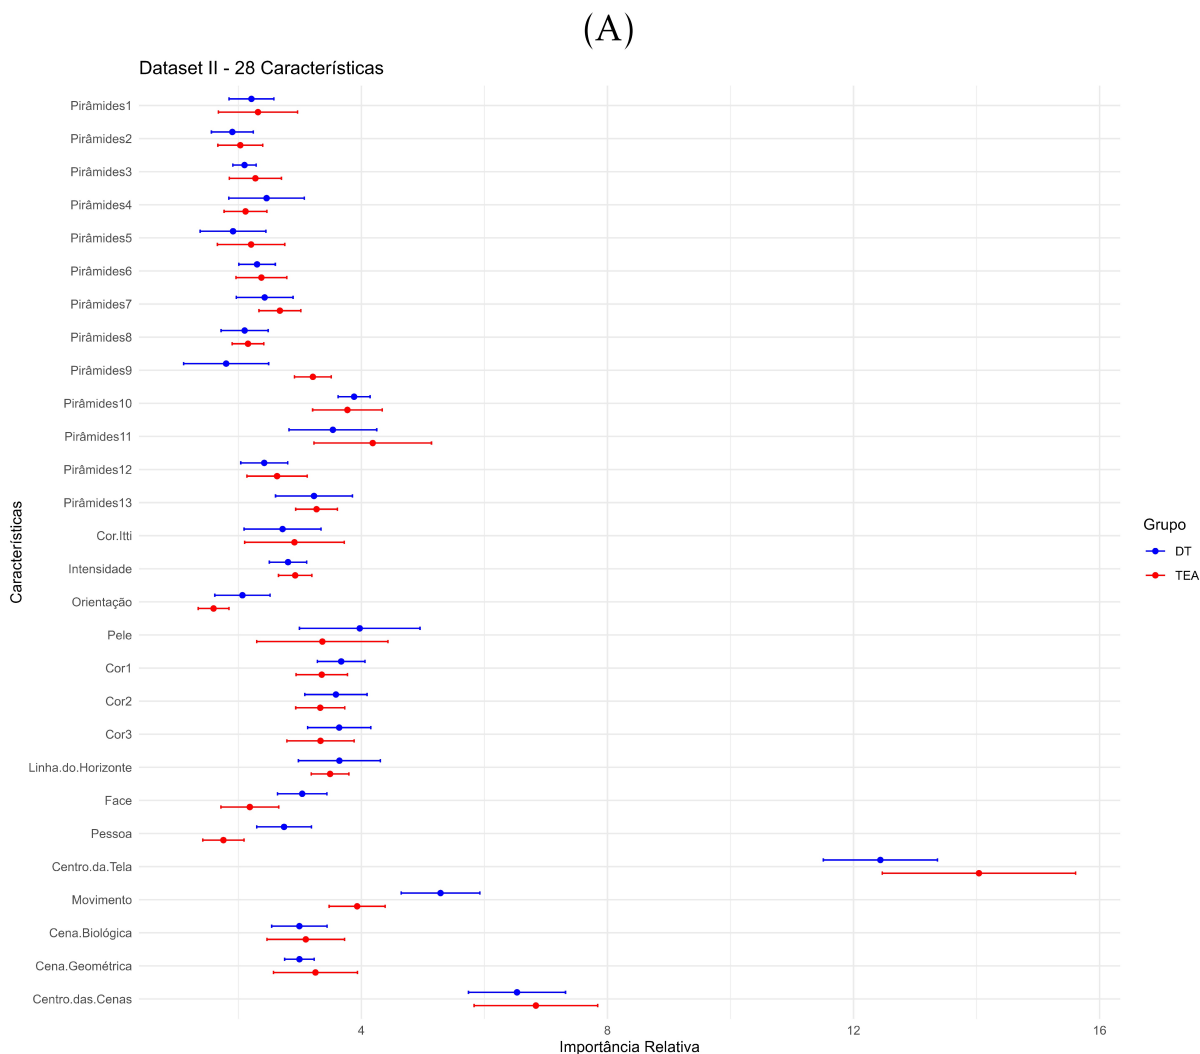 (A)
Dataset II - 28 Características
Pirâmides1
Pirâmides2
Pirâmides3
Pirâmides4
Pirâmides5
Pirâmides6
Pirâmides7
Pirâmides8
Pirâmides9
Pirâmides10
Pirâmides11
Pirâmides12
Pirâmides13
Cor.Itti
Intensidade
Orientação
Pele
Cor1
Cor2
Cor3
Linha.do.Horizonte
Face
Pessoa
Centro.da.Tela
Movimento
Cena.Biológica
Cena.Geométrica
Centro.das.Cenas
Características
4 8 12 16
Importância Relativa
Grupo
DT
TEA